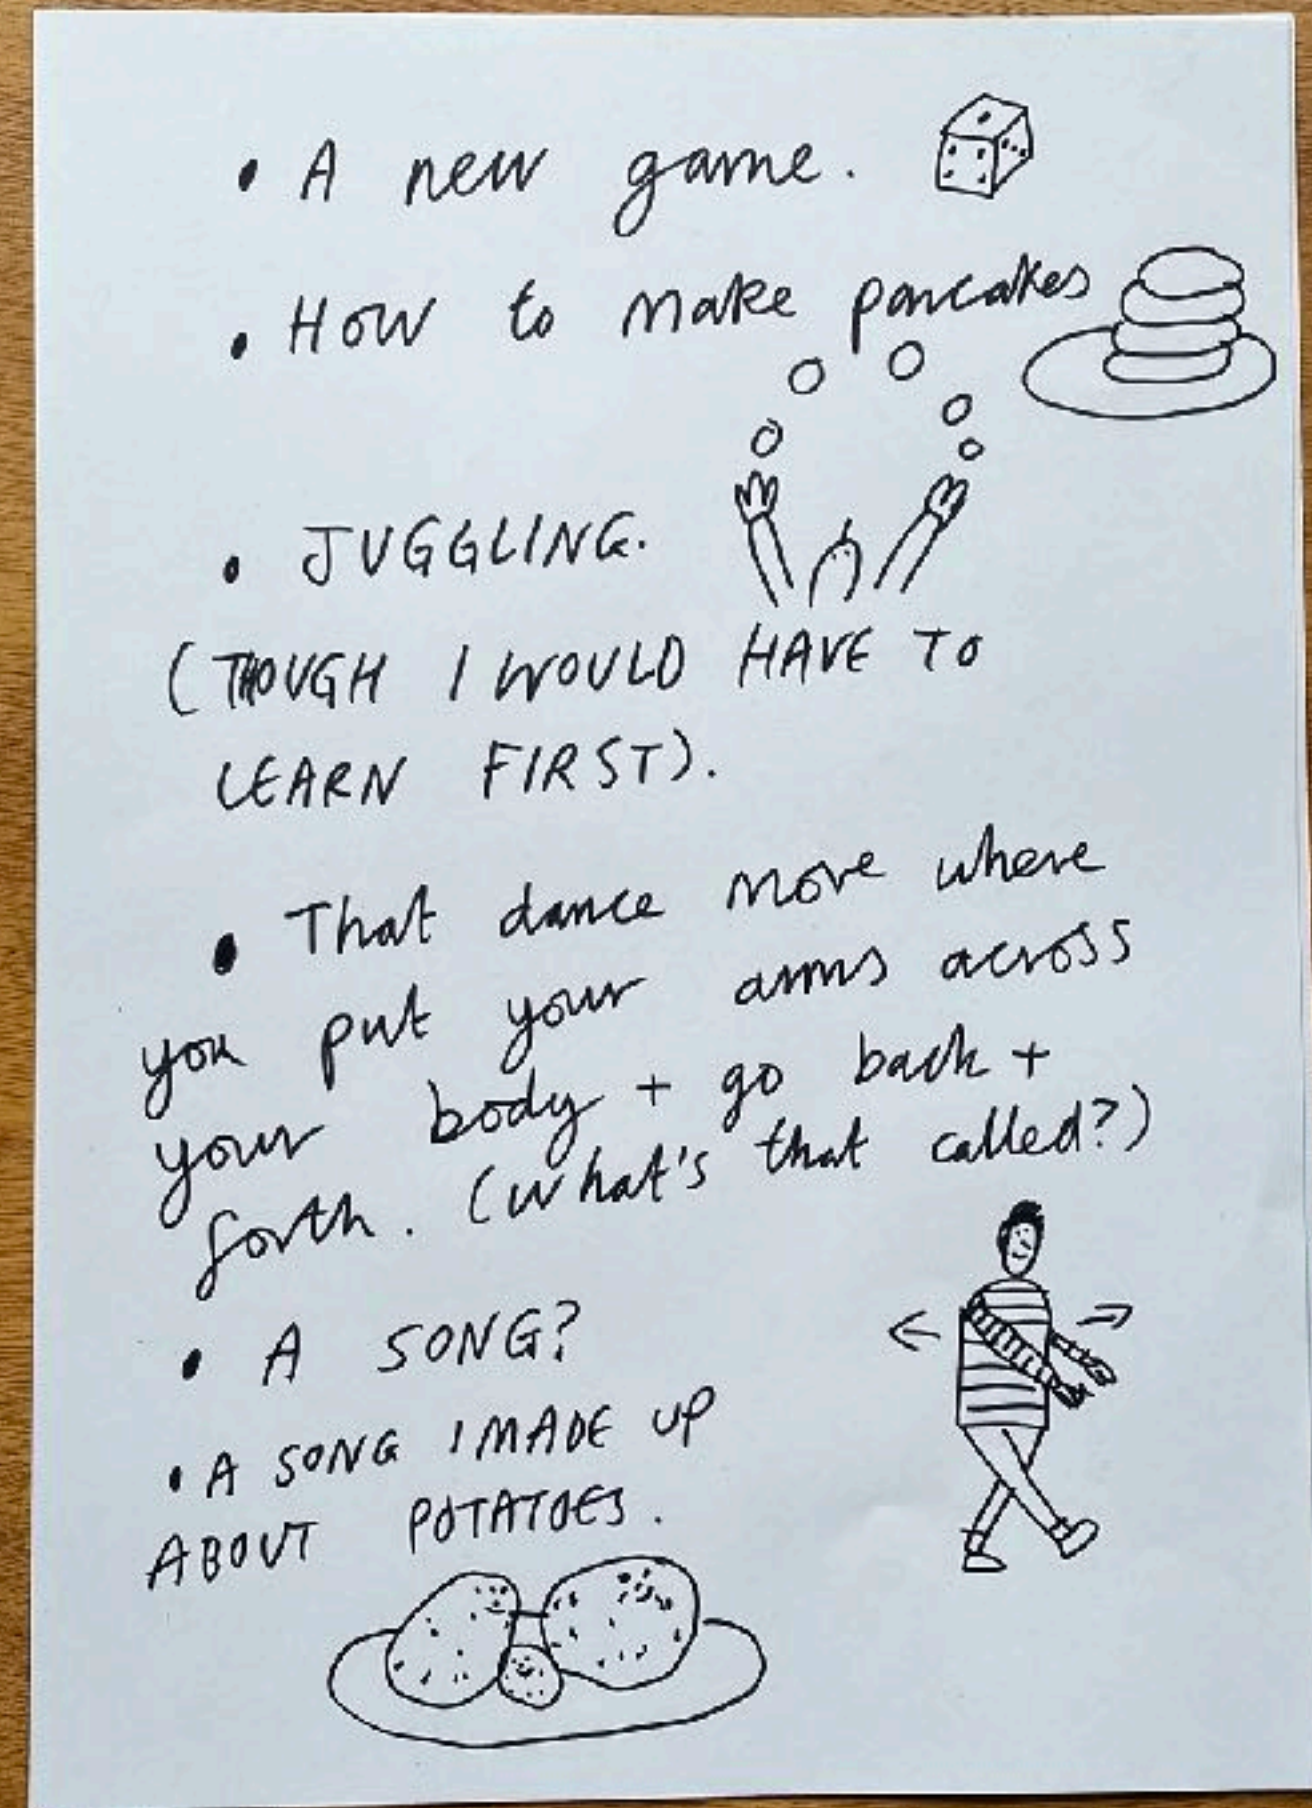 • A new game.
• HOW to make pancakes
• JUGGLING.
(THOUGH I WOULD HAVE TO
LEARN FIRST).
• That dance move where
you put your arms across
your body + go back +
forth. (what's that called?)
• A SONG?
• A SONG I MADE UP
ABOUT POTATOES.